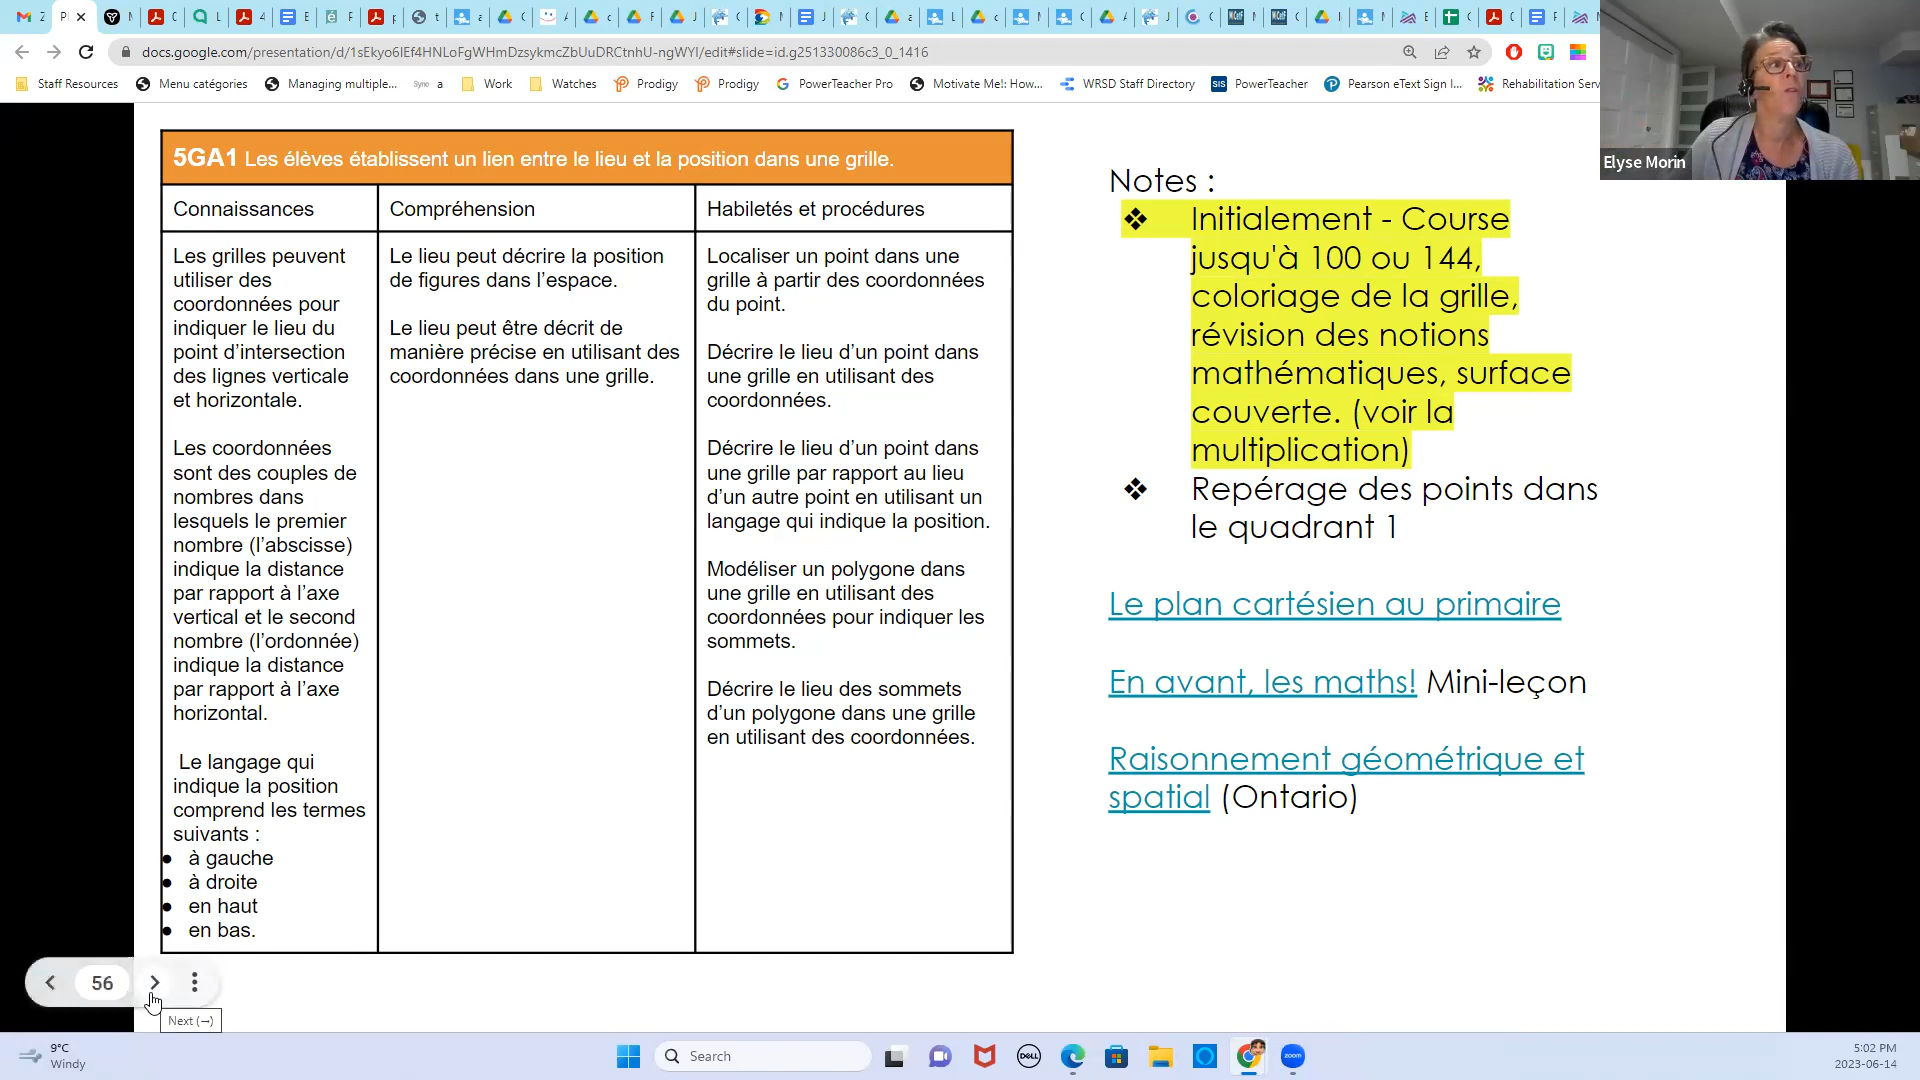 docs.google.com/presentation/d/1sEkyo6IEf4HNLoFgWHmDzsykmcZbUuDRCtnhU-ngWYI/edit#slide=id.g251330086c3_0_1416
Staff Resources
Menu catégories
Managing multiple...
Sync a
Work
Watches
Prodigy
Prodigy
PowerTeacher Pro
Motivate Me!: How...
WRSD Staff Directory
SIS PowerTeacher
Pearson eText Sign I...
Rehabilitation Serv
Elyse Morin
5GA1 Les élèves établissent un lien entre le lieu et la position dans une grille.
Connaissances
Compréhension
Habiletés et procédures
Les grilles peuvent
utiliser des
coordonnées pour
indiquer le lieu du
point d’intersection
des lignes verticale
et horizontale.
Les coordonnées
sont des couples de
nombres dans
lesquels le premier
nombre (l’abscisse)
indique la distance
par rapport à l’axe
vertical et le second
nombre (l’ordonnée)
indique la distance
par rapport à l’axe
horizontal.
Le langage qui
indique la position
comprend les termes
suivants :
● à gauche
● à droite
● en haut
● en bas.
Le lieu peut décrire la position
de figures dans l’espace.
Le lieu peut être décrit de
manière précise en utilisant des
coordonnées dans une grille.
Localiser un point dans une
grille à partir des coordonnées
du point.
Décrire le lieu d’un point dans
une grille en utilisant des
coordonnées.
Décrire le lieu d’un point dans
une grille par rapport au lieu
d’un autre point en utilisant un
langage qui indique la position.
Modéliser un polygone dans
une grille en utilisant des
coordonnées pour indiquer les
sommets.
Décrire le lieu des sommets
d’un polygone dans une grille
en utilisant des coordonnées.
Notes :
❖ Initialement - Course
jusqu'à 100 ou 144,
coloriage de la grille,
révision des notions
mathématiques, surface
couverte. (voir la
multiplication)
❖ Repérage des points dans
le quadrant 1
Le plan cartésien au primaire
En avant, les maths! Mini-leçon
Raisonnement géométrique et
spatial (Ontario)
56
Next (→)
9°C
Windy
Search
DELL
zoom
5:02 PM
2023-06-14